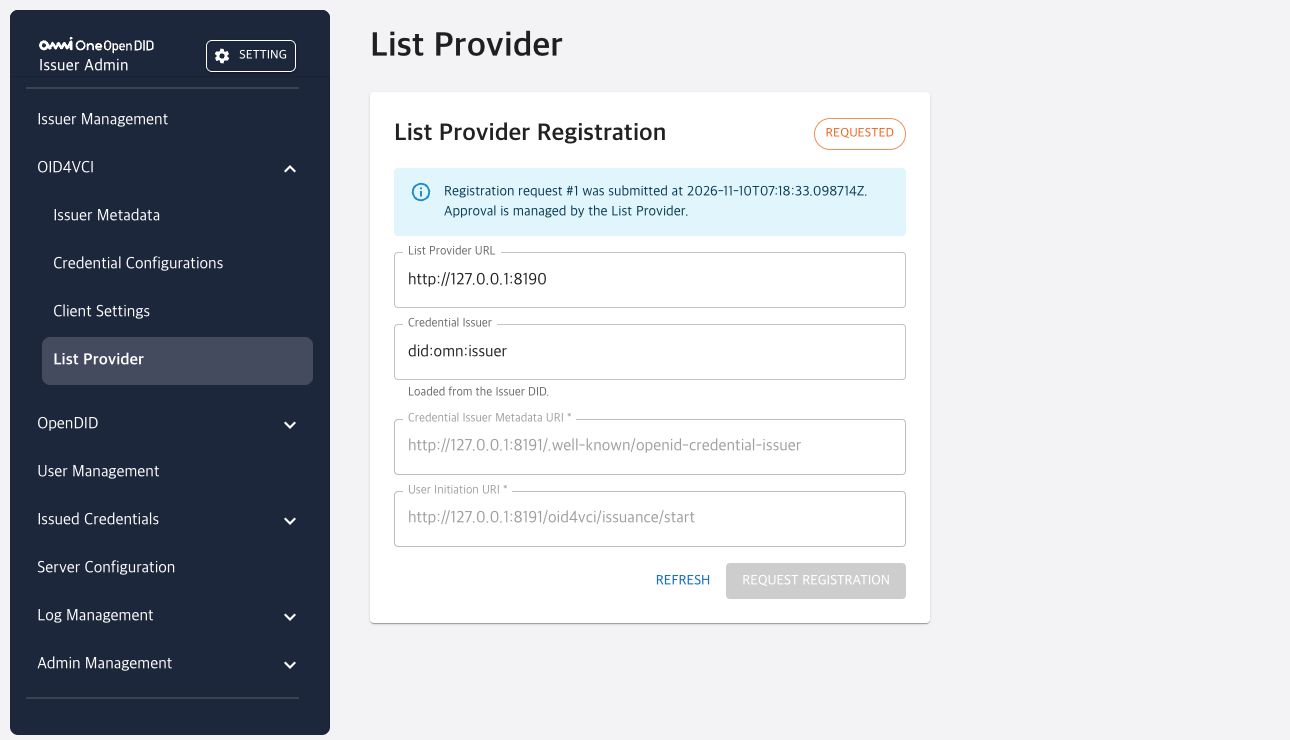 omni One Open DID
Issuer Admin
SETTING
Issuer Management
OID4VCI
Issuer Metadata
Credential Configurations
Client Settings
List Provider
OpenDID
User Management
Issued Credentials
Server Configuration
Log Management
Admin Management
List Provider
List Provider Registration
REQUESTED
Registration request #1 was submitted at 2026-11-10T07:18:33.098714Z.
Approval is managed by the List Provider.
List Provider URL
http://127.0.0.1:8190
Credential Issuer
did:omn:issuer
Loaded from the Issuer DID.
Credential Issuer Metadata URI *
http://127.0.0.1:8191/.well-known/openid-credential-issuer
User Initiation URI *
http://127.0.0.1:8191/oid4vci/issuance/start
REFRESH
REQUEST REGISTRATION